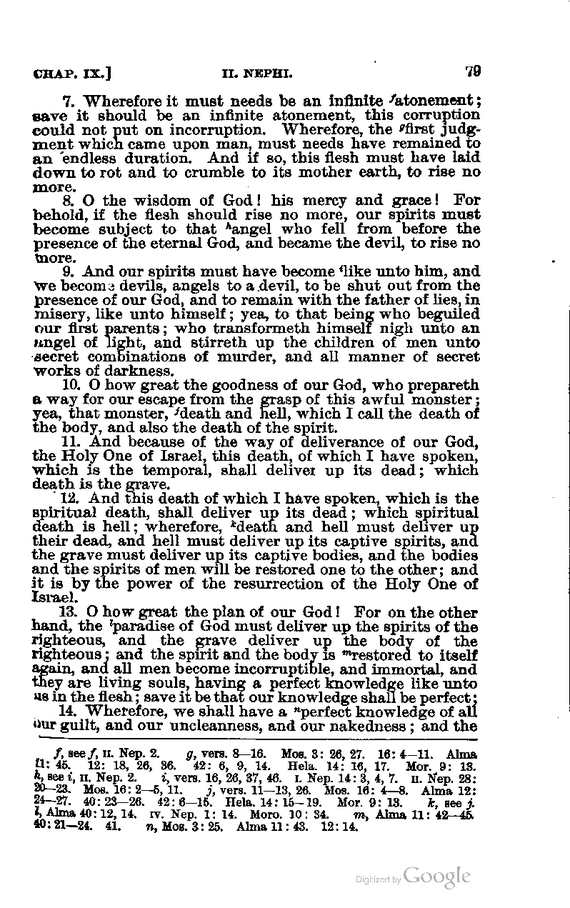 CHAP. IX.] II. NEPHI. 79
7. Wherefore it must needs be an infinite ᶠatonement;
save it should be an infinite atonement, this corruption
could not put on incorruption. Wherefore, the ᵍfirst judg-
ment which came upon man, must needs have remained to
an endless duration. And if so, this flesh must have laid
down to rot and to crumble to its mother earth, to rise no
more.
8. O the wisdom of God! his mercy and grace! For
behold, if the flesh should rise no more, our spirits must
become subject to that ʰangel who fell from before the
presence of the eternal God, and became the devil, to rise no
more.
9. And our spirits must have become ⁱlike unto him, and
we become devils, angels to a devil, to be shut out from the
presence of our God, and to remain with the father of lies, in
misery, like unto himself; yea, to that being who beguiled
our first parents; who transformeth himself nigh unto an
angel of light, and stirreth up the children of men unto
secret combinations of murder, and all manner of secret
works of darkness.
10. O how great the goodness of our God, who prepareth
a way for our escape from the grasp of this awful monster;
yea, that monster, ʲdeath and hell, which I call the death of
the body, and also the death of the spirit.
11. And because of the way of deliverance of our God,
the Holy One of Israel, this death, of which I have spoken,
which is the temporal, shall deliver up its dead; which
death is the grave.
12. And this death of which I have spoken, which is the
spiritual death, shall deliver up its dead; which spiritual
death is hell; wherefore, ᵏdeath and hell must deliver up
their dead, and hell must deliver up its captive spirits, and
the grave must deliver up its captive bodies, and the bodies
and the spirits of men will be restored one to the other; and
it is by the power of the resurrection of the Holy One of
Israel.
13. O how great the plan of our God! For on the other
hand, the ˡparadise of God must deliver up the spirits of the
righteous, and the grave deliver up the body of the
righteous; and the spirit and the body is ᵐrestored to itself
again, and all men become incorruptible, and immortal, and
they are living souls, having a perfect knowledge like unto
us in the flesh; save it be that our knowledge shall be perfect;
14. Wherefore, we shall have a ⁿperfect knowledge of all
our guilt, and our uncleanness, and our nakedness; and the
f, see f, II. Nep. 2. g, vers. 8—16. Mos. 3: 26, 27. 16: 4—11. Alma
11: 45. 12: 18, 26, 36. 42: 6, 9, 14. Hela. 14: 16, 17. Mor. 9: 13.
h, see i, II. Nep. 2. i, vers. 16, 26, 37, 46. I. Nep. 14: 3, 4, 7. II. Nep. 28:
20—23. Mos. 16: 2—5, 11. j, vers. 11—13, 26. Mos. 16: 4—8. Alma 12:
24—27. 40: 23—26. 42: 6—15. Hela. 14: 15—19. Mor. 9: 13. k, see j.
l, Alma 40: 12, 14. IV. Nep. 1: 14. Moro. 10: 34. m, Alma 11: 42—45.
40: 21—24. 41. n, Mos. 3: 25. Alma 11: 43. 12: 14.
Digitized by Google